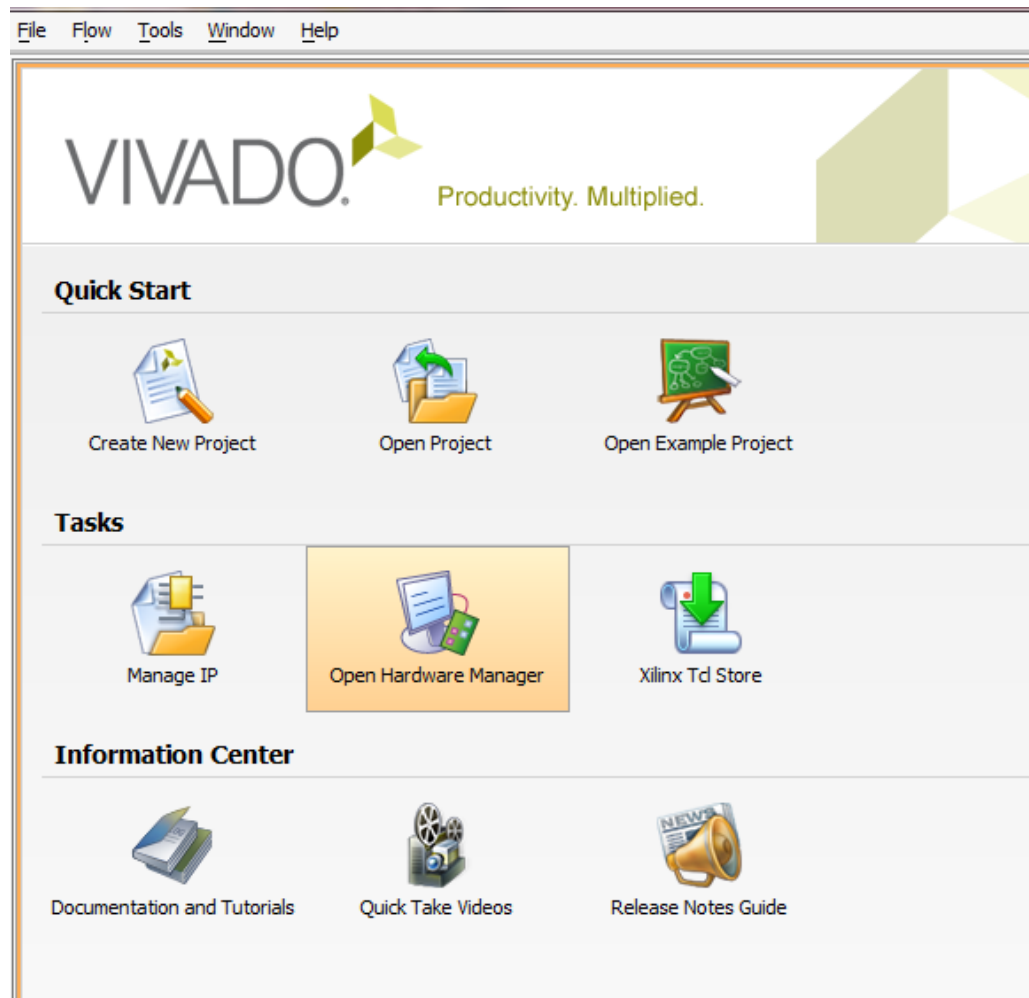 File Flow Tools Window Help
VIVADO.
Productivity. Multiplied.
Quick Start
Create New Project Open Project Open Example Project
Tasks
Manage IP Open Hardware Manager Xilinx Tcl Store
Information Center
NEWS
Documentation and Tutorials Quick Take Videos Release Notes Guide